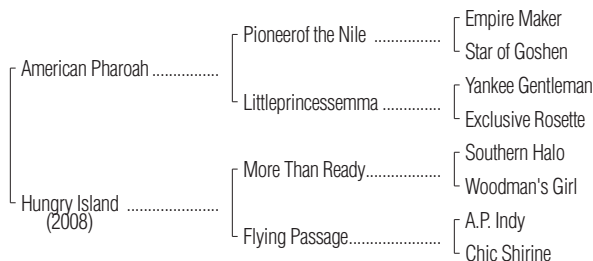 Empire Maker
Pioneerof the Nile ................
Star of Goshen
American Pharoah ................
Yankee Gentleman
Littleprincessemma ..............
Exclusive Rosette
Southern Halo
More Than Ready..................
Woodman's Girl
Hungry Island ......................
(2008)
A.P. Indy
Flying Passage......................
Chic Shirine